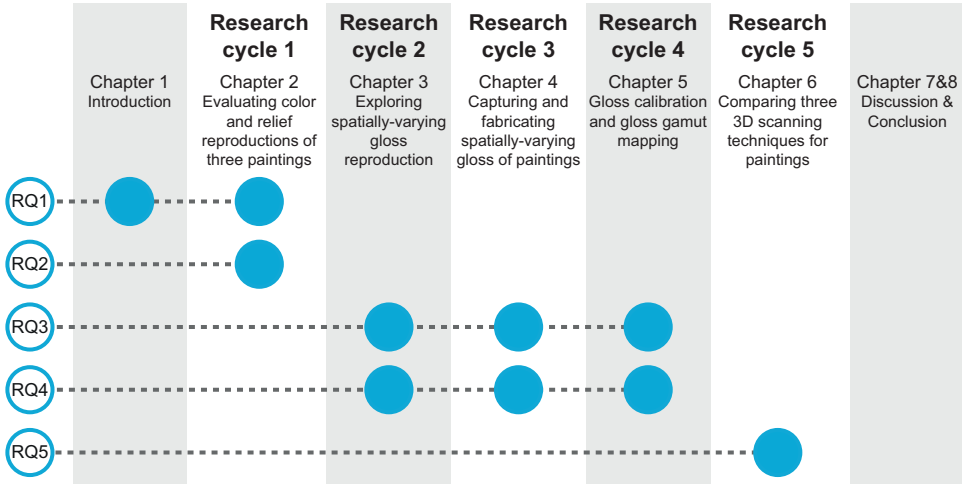 Research
cycle 1
Research
cycle 2
Research
cycle 3
Research
cycle 4
Research
cycle 5
Chapter 1
Introduction
Chapter 2
Evaluating color
and relief
reproductions of
three paintings
Chapter 3
Exploring
spatially-varying
gloss
reproduction
Chapter 4
Capturing and
fabricating
spatially-varying
gloss of paintings
Chapter 5
Gloss calibration
and gloss gamut
mapping
Chapter 6
Comparing three
3D scanning
techniques for
paintings
Chapter 7&8
Discussion &
Conclusion
RQ1
RQ2
RQ3
RQ4
RQ5